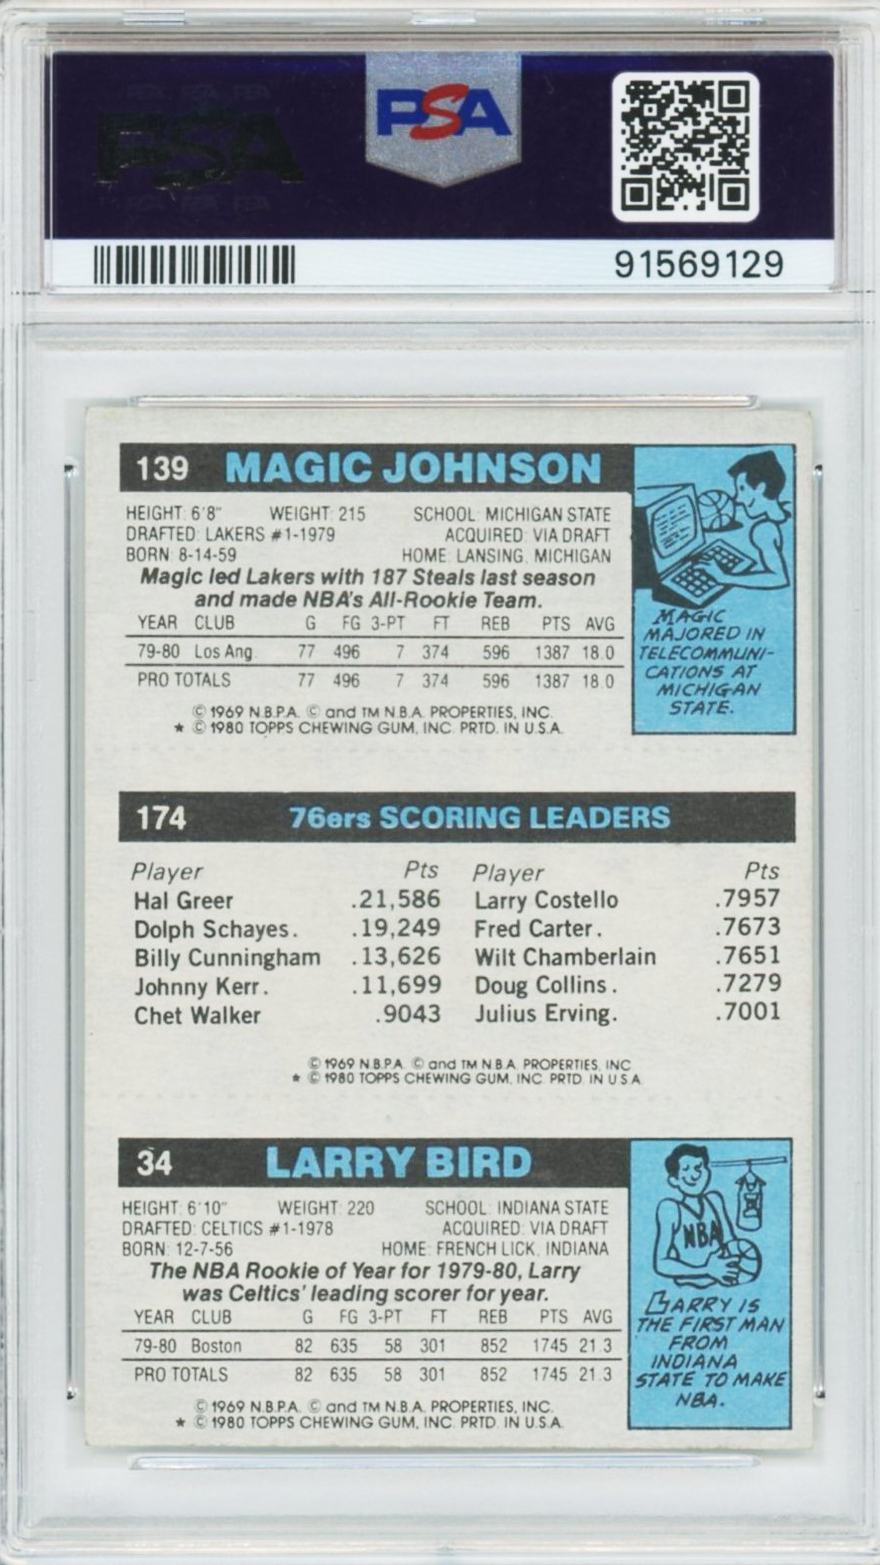 PSA
PSA
91569129
139 MAGIC JOHNSON
HEIGHT: 6'8" WEIGHT: 215 SCHOOL: MICHIGAN STATE
DRAFTED: LAKERS #1-1979 ACQUIRED: VIA DRAFT
BORN: 8-14-59 HOME: LANSING, MICHIGAN
Magic led Lakers with 187 Steals last season
and made NBA's All-Rookie Team.
YEAR CLUB G FG 3-PT FT REB PTS AVG
79-80 Los Ang. 77 496 7 374 596 1387 18.0
PRO TOTALS 77 496 7 374 596 1387 18.0
© 1969 N.B.P.A. © and TM N.B.A. PROPERTIES, INC.
★ © 1980 TOPPS CHEWING GUM, INC. PRTD. IN U.S.A.
MAGIC
MAJORED IN
TELECOMMUNI-
CATIONS AT
MICHIGAN
STATE.
174 76ers SCORING LEADERS
Player Pts Player Pts
Hal Greer .21,586 Larry Costello .7957
Dolph Schayes. .19,249 Fred Carter. .7673
Billy Cunningham .13,626 Wilt Chamberlain .7651
Johnny Kerr. .11,699 Doug Collins. .7279
Chet Walker .9043 Julius Erving. .7001
© 1969 N.B.P.A. © and TM N.B.A. PROPERTIES, INC.
★ © 1980 TOPPS CHEWING GUM, INC. PRTD. IN U.S.A.
34 LARRY BIRD
HEIGHT: 6'10" WEIGHT: 220 SCHOOL: INDIANA STATE
DRAFTED: CELTICS #1-1978 ACQUIRED: VIA DRAFT
BORN: 12-7-56 HOME: FRENCH LICK, INDIANA
The NBA Rookie of Year for 1979-80, Larry
was Celtics' leading scorer for year.
YEAR CLUB G FG 3-PT FT REB PTS AVG
79-80 Boston 82 635 58 301 852 1745 21.3
PRO TOTALS 82 635 58 301 852 1745 21.3
© 1969 N.B.P.A. © and TM N.B.A. PROPERTIES, INC.
★ © 1980 TOPPS CHEWING GUM, INC. PRTD. IN U.S.A.
NBA
LARRY IS
THE FIRST MAN
FROM
INDIANA
STATE TO MAKE
NBA.